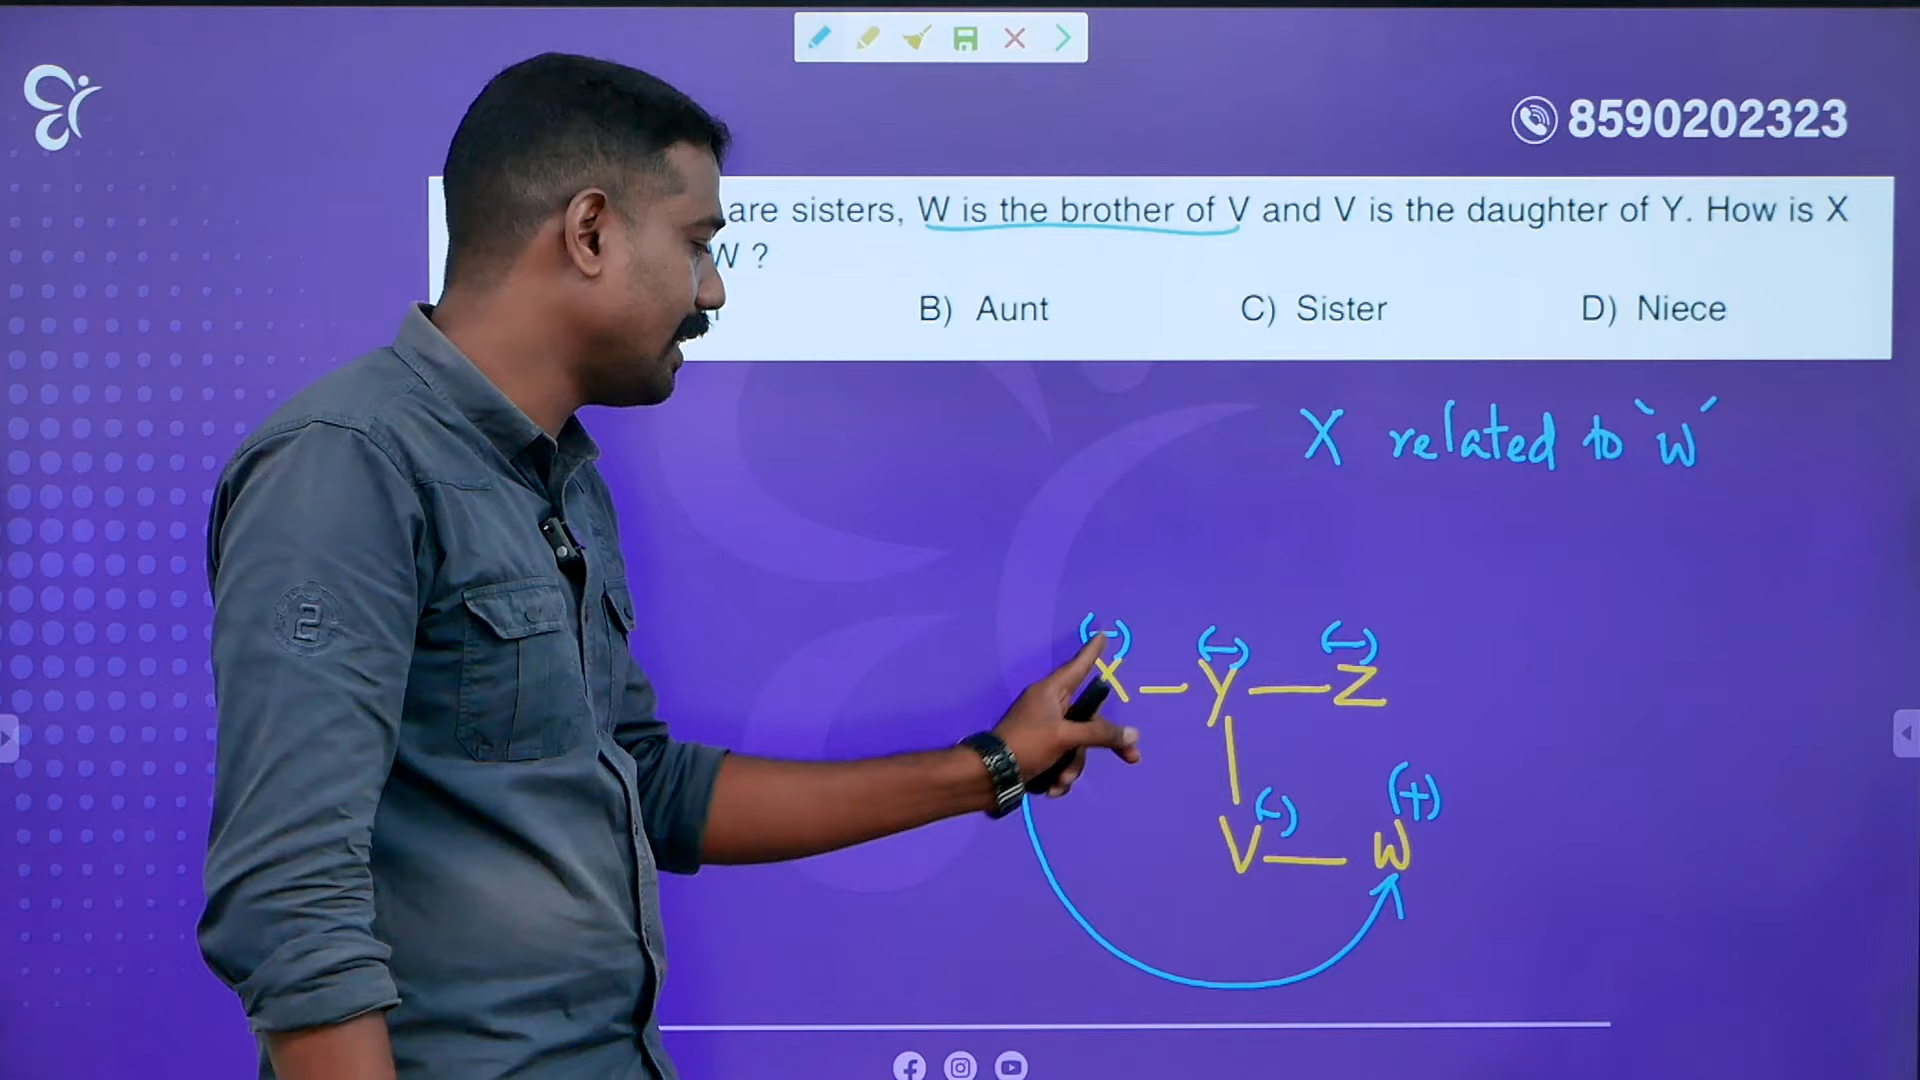 8590202323
are sisters, W is the brother of V and V is the daughter of Y. How is X
W ?
B) Aunt C) Sister D) Niece
X related to `W´
(-) (-) (-)
X — Y — Z
(-) (+)
V — W
2